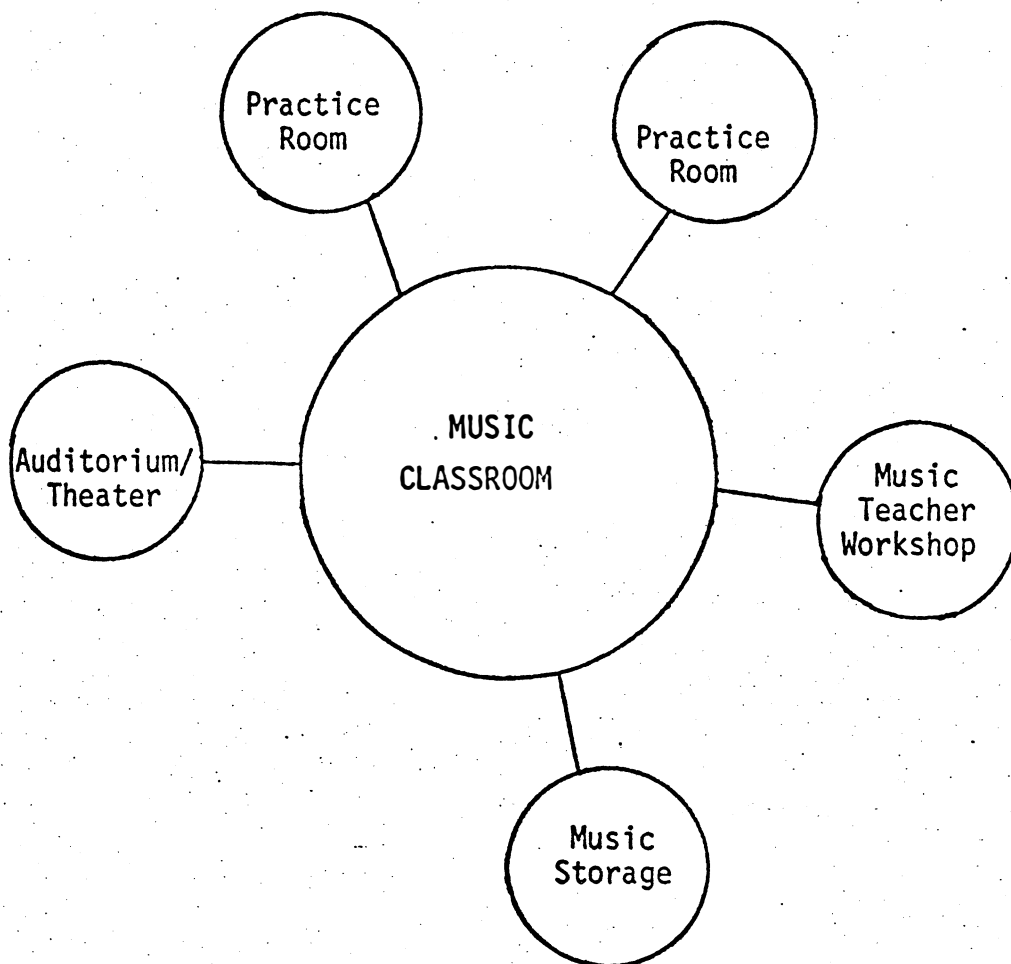 Practice
Room
Practice
Room
MUSIC
CLASSROOM
Auditorium/
Theater
Music
Teacher
Workshop
Music
Storage